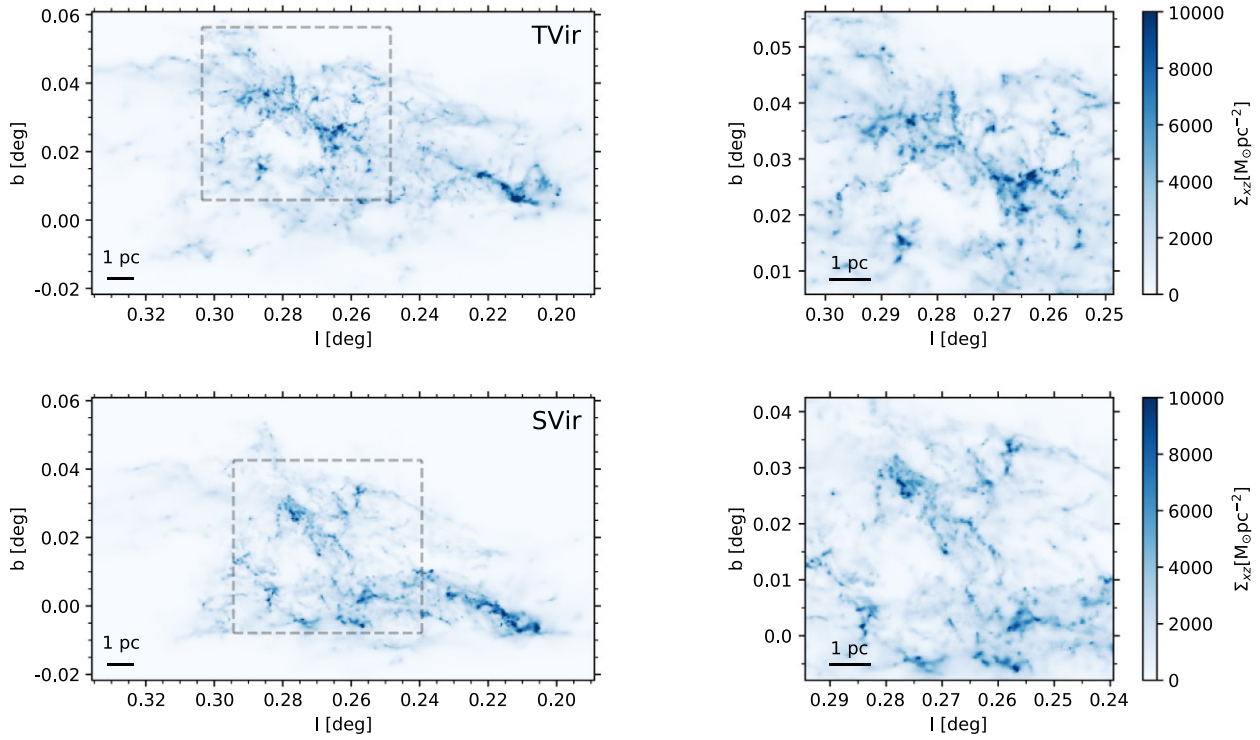 TVir
0.06
0.04
0.02
0.00
-0.02
b [deg]
1 pc
0.32 0.30 0.28 0.26 0.24 0.22 0.20
l [deg]
0.05
0.04
0.03
0.02
0.01
b [deg]
1 pc
0.30 0.29 0.28 0.27 0.26 0.25
l [deg]
10000
8000
6000
4000
2000
0
Σxz[M⊙pc⁻²]
SVir
0.06
0.04
0.02
0.00
-0.02
b [deg]
1 pc
0.32 0.30 0.28 0.26 0.24 0.22 0.20
l [deg]
0.04
0.03
0.02
0.01
0.0
b [deg]
1 pc
0.29 0.28 0.27 0.26 0.25 0.24
l [deg]
10000
8000
6000
4000
2000
0
Σxz[M⊙pc⁻²]